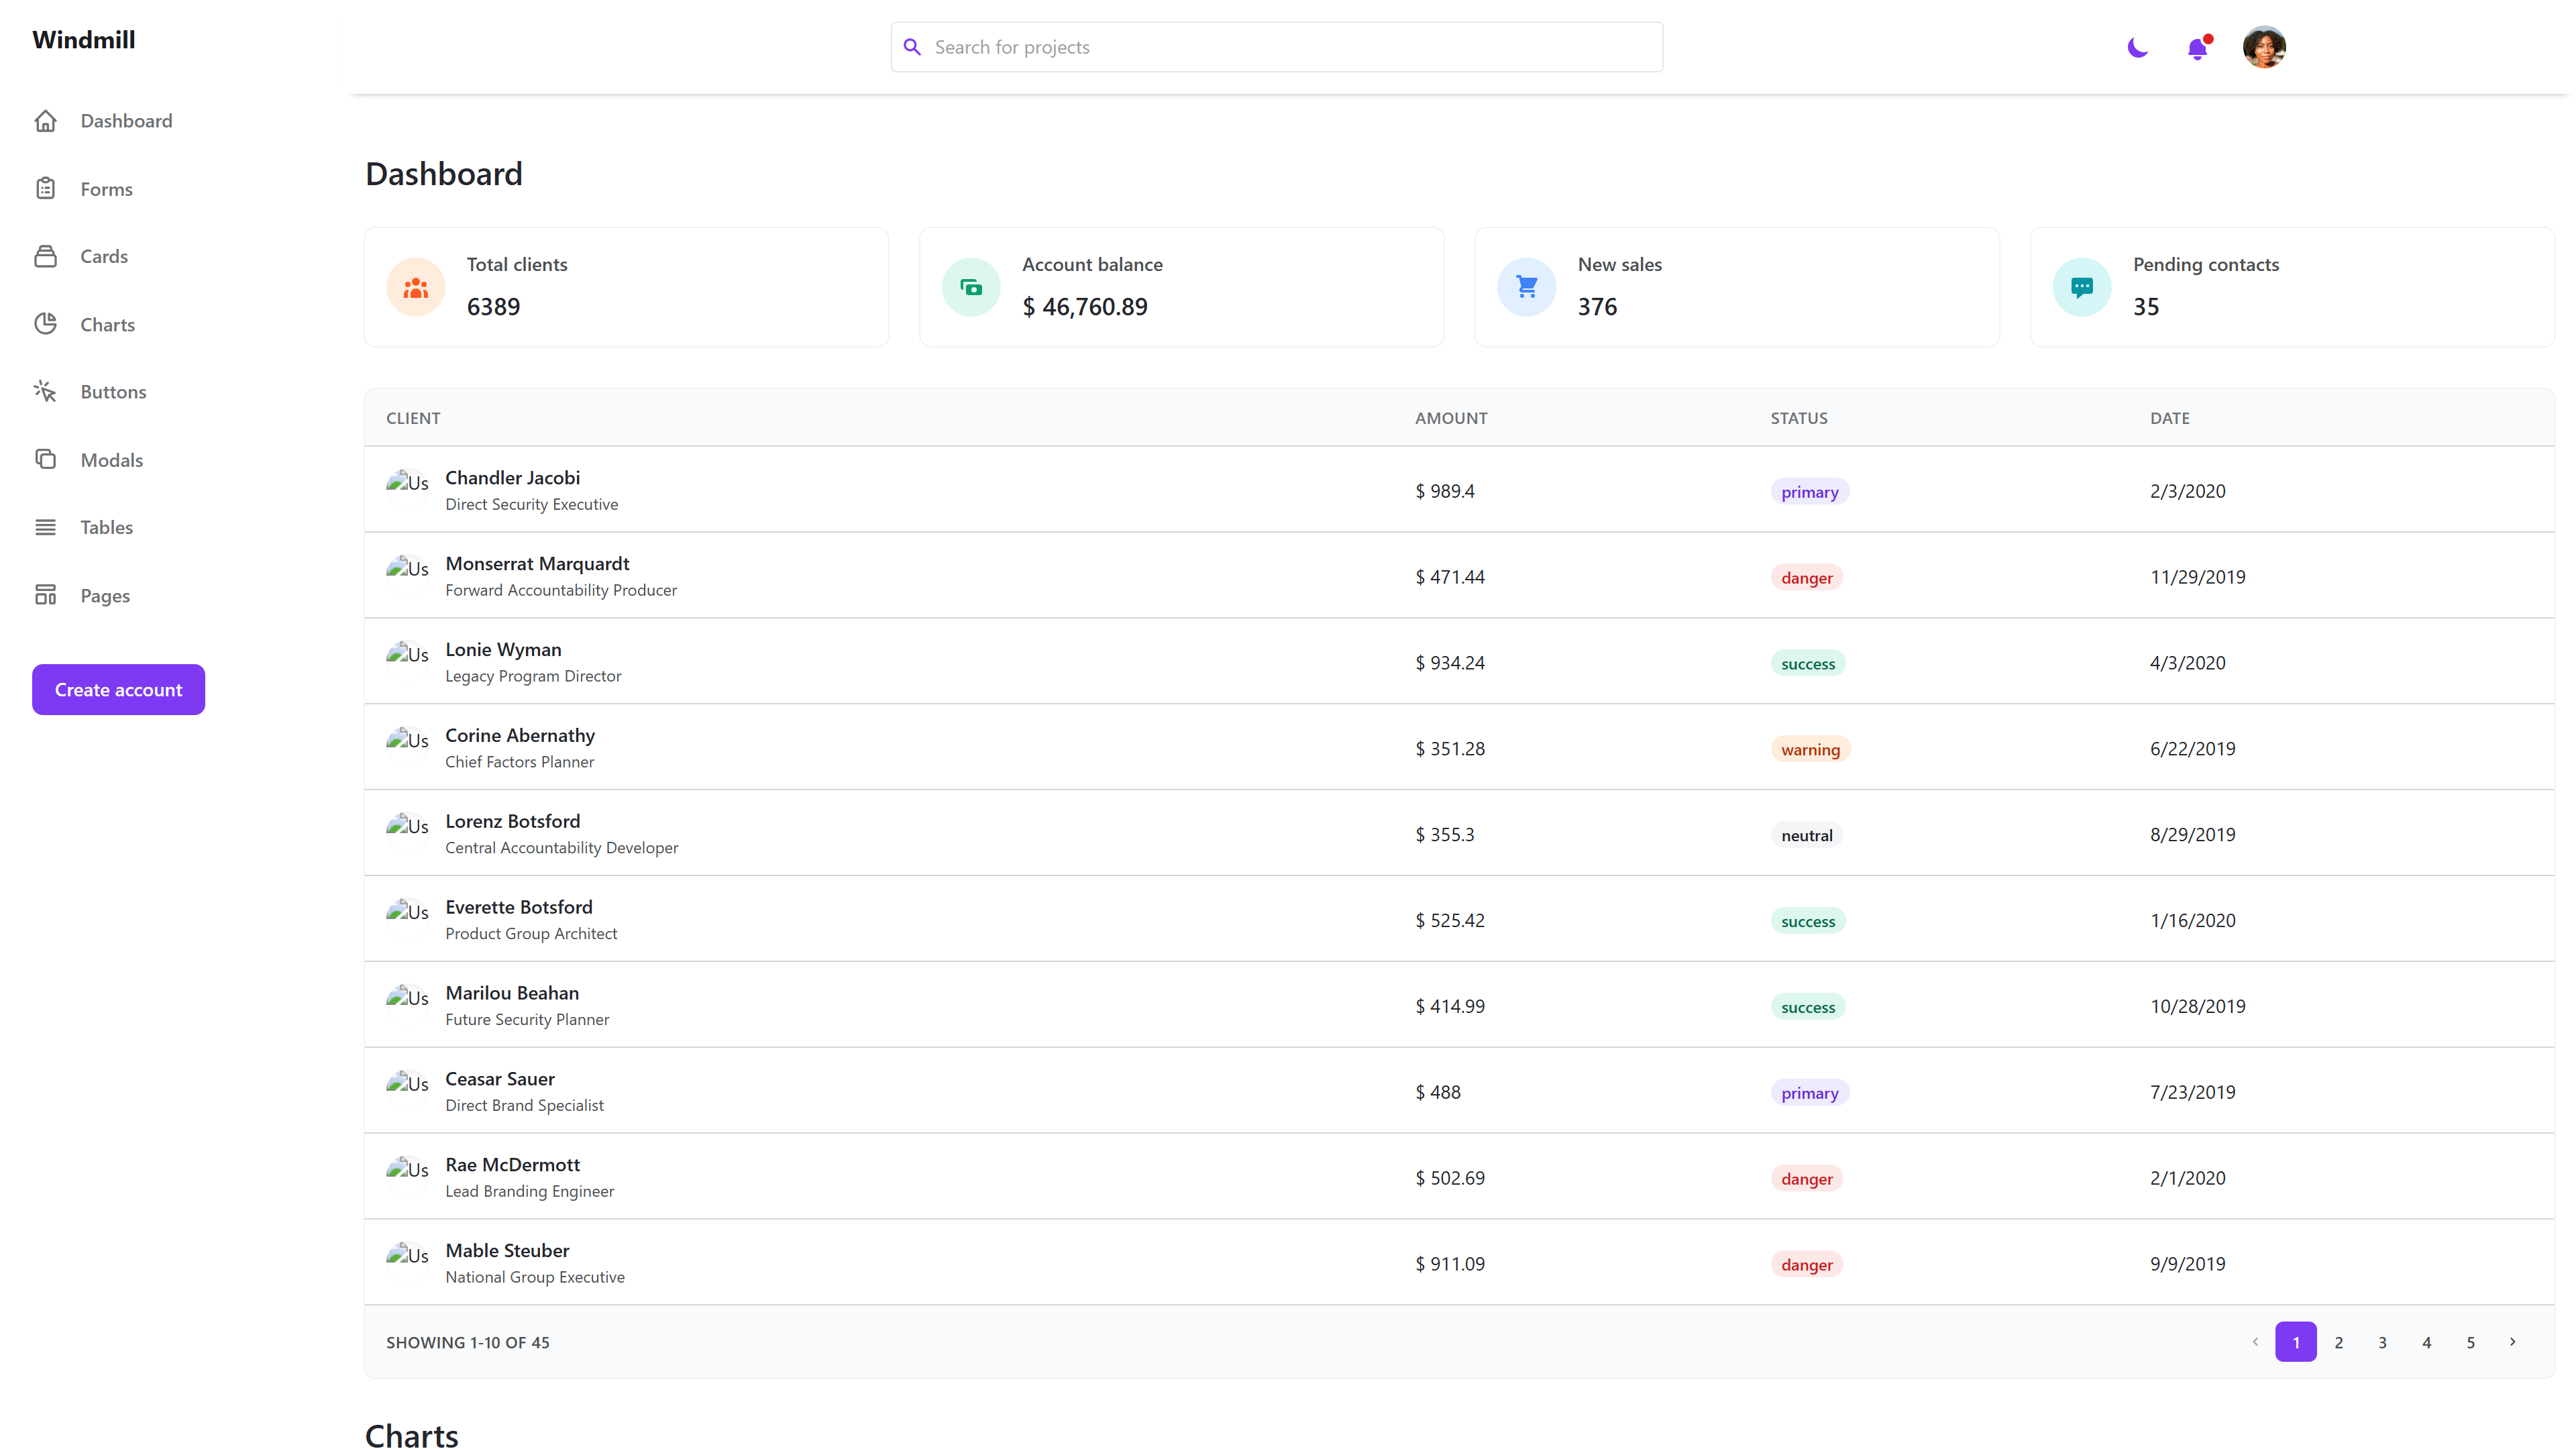 Windmill
Search for projects
Dashboard
Forms
Cards
Charts
Buttons
Modals
Tables
Pages
Create account
Dashboard
Total clients
6389
Account balance
$ 46,760.89
New sales
376
Pending contacts
35
CLIENT AMOUNT STATUS DATE
Us Chandler Jacobi
Direct Security Executive
$ 989.4 primary 2/3/2020
Us Monserrat Marquardt
Forward Accountability Producer
$ 471.44 danger 11/29/2019
Us Lonie Wyman
Legacy Program Director
$ 934.24 success 4/3/2020
Us Corine Abernathy
Chief Factors Planner
$ 351.28 warning 6/22/2019
Us Lorenz Botsford
Central Accountability Developer
$ 355.3 neutral 8/29/2019
Us Everette Botsford
Product Group Architect
$ 525.42 success 1/16/2020
Us Marilou Beahan
Future Security Planner
$ 414.99 success 10/28/2019
Us Ceasar Sauer
Direct Brand Specialist
$ 488 primary 7/23/2019
Us Rae McDermott
Lead Branding Engineer
$ 502.69 danger 2/1/2020
Us Mable Steuber
National Group Executive
$ 911.09 danger 9/9/2019
SHOWING 1-10 OF 45
1 2 3 4 5
Charts